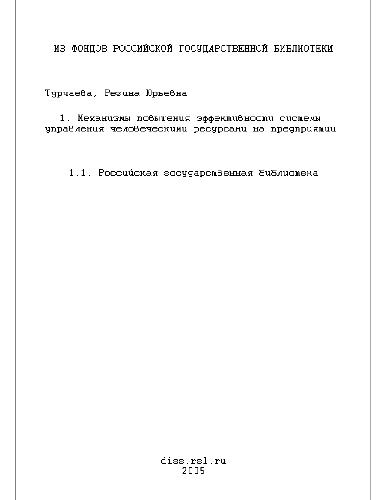 ИЗ ФОНДОВ РОССИЙСКОЙ ГОСУДАРСТВЕННОЙ БИБЛИОТЕКИ
Турчаева, Регина Юрьевна
1. Механизмы повышения эффективности системы
управления человеческими ресурсами на предприятии
1.1. Российская государственная библиотека
diss.rsl.ru
2005